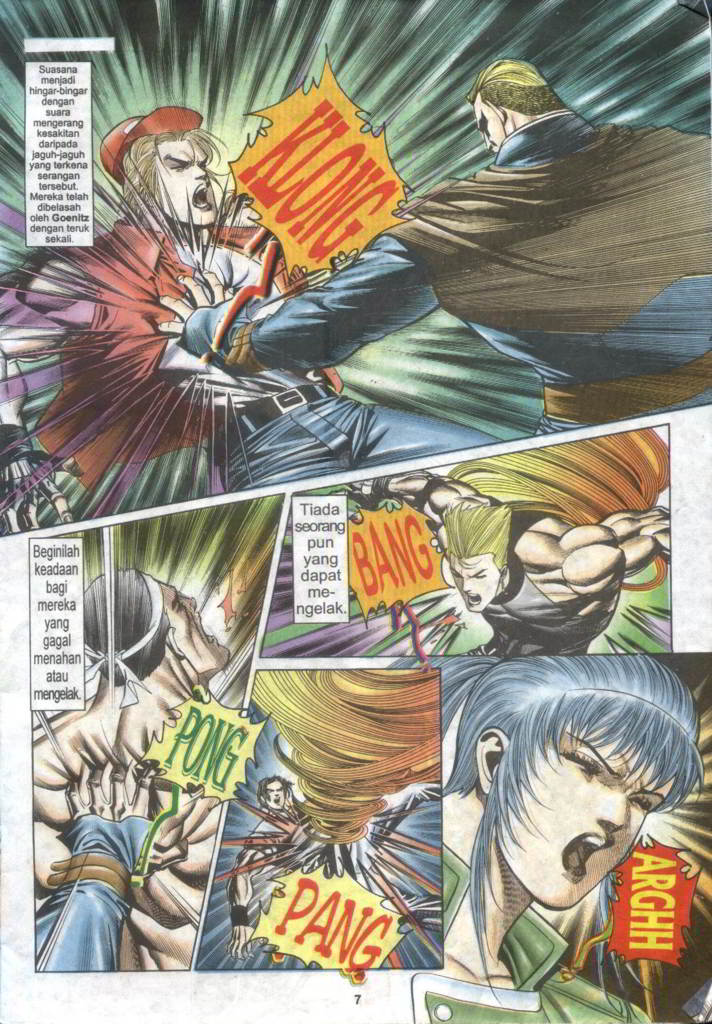 Suasana
menjadi
hingar-bingar
dengan
suara
mengerang
kesakitan
daripada
jaguh-jaguh
yang terkena
serangan
tersebut.
Mereka telah
dibelasah
oleh Goenitz
dengan teruk
sekali.
KLONG
Tiada
seorang
pun
yang
dapat
me-
ngelak.
BANG
Beginilah
keadaan
bagi
mereka
yang
gagal
menahan
atau
mengelak.
PONG
PANG
ARGHH
7